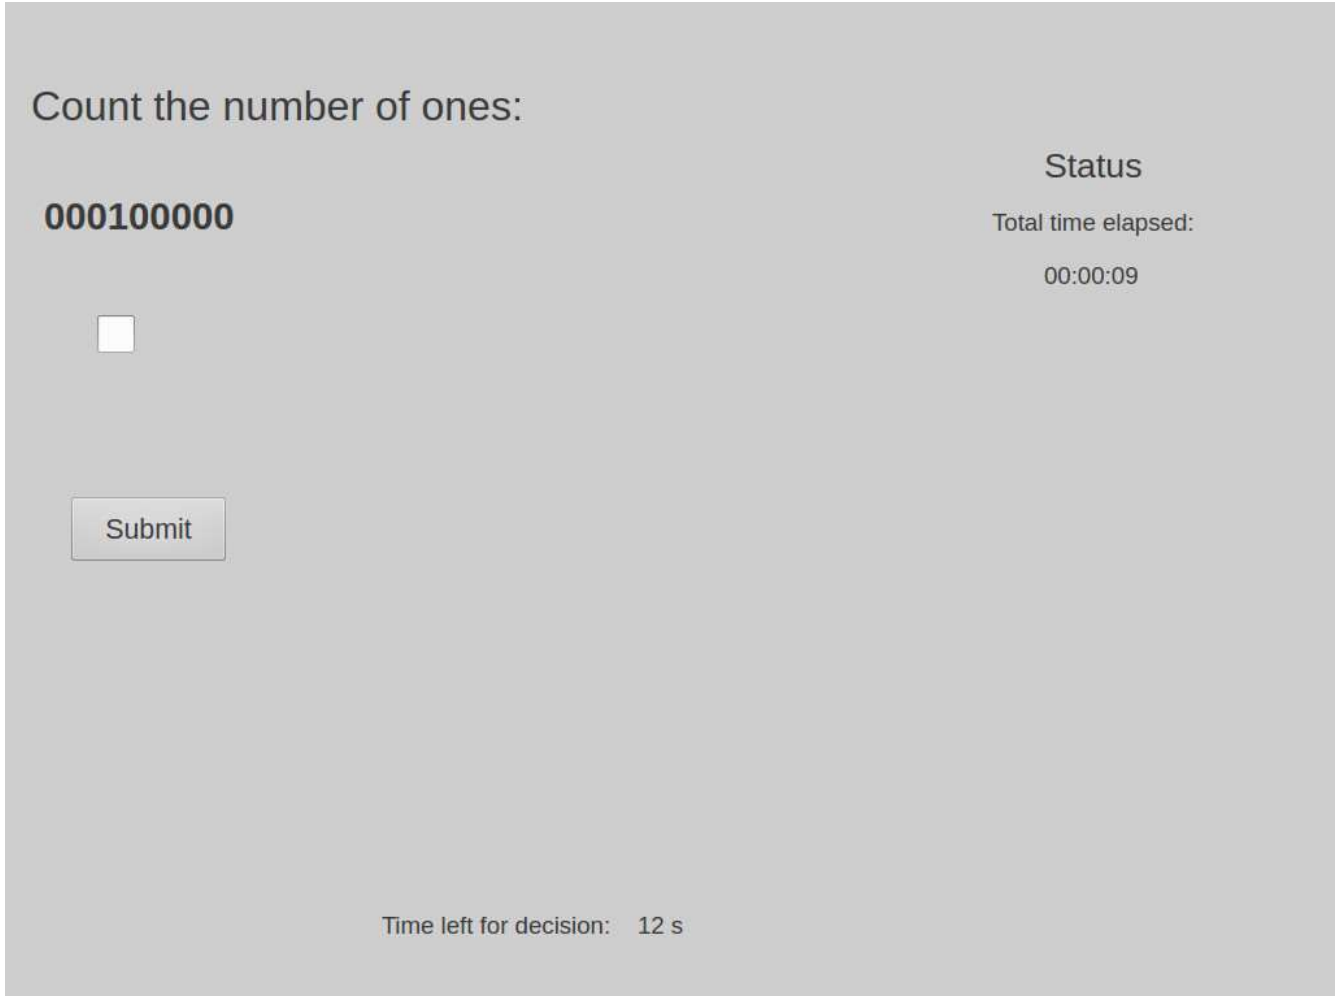 Count the number of ones:
000100000
Submit
Status
Total time elapsed:
00:00:09
Time left for decision: 12 s